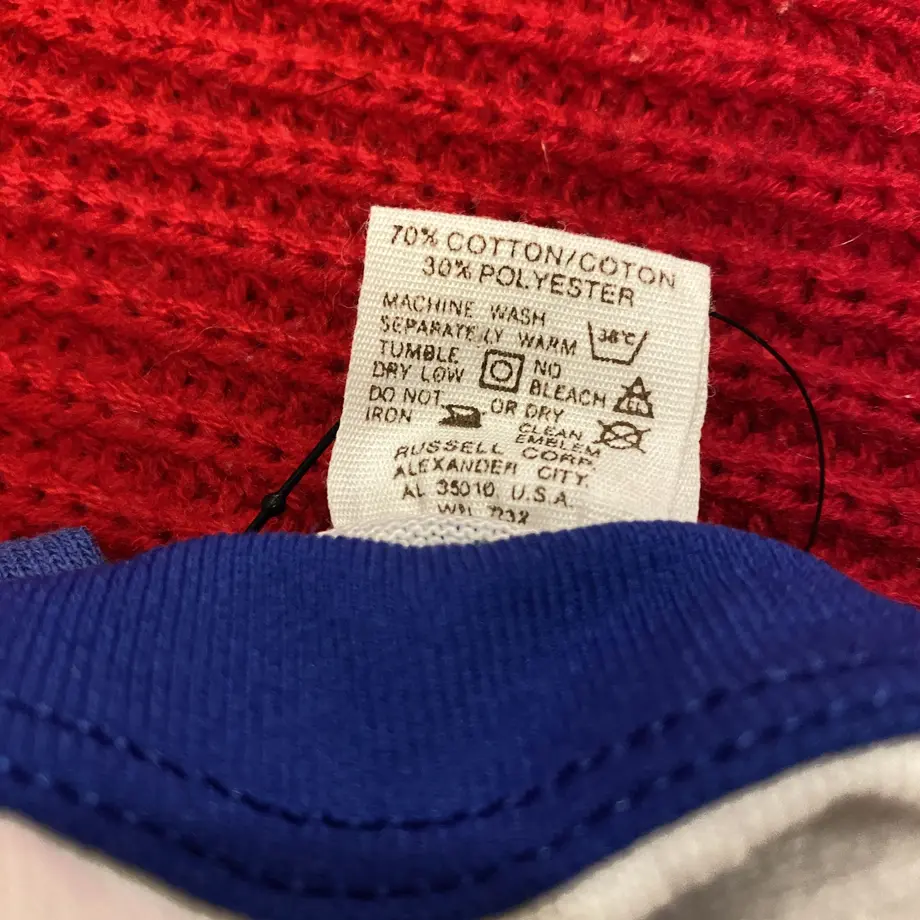 70% COTTON/COTON
30% POLYESTER
MACHINE WASH
SEPARATELY WARM 38°C
TUMBLE
DRY LOW
NO
BLEACH
DO NOT
IRON
OR DRY
CLEAN
EMBLEM
RUSSELL CORP.
ALEXANDER CITY.
AL 35010 U.S.A.